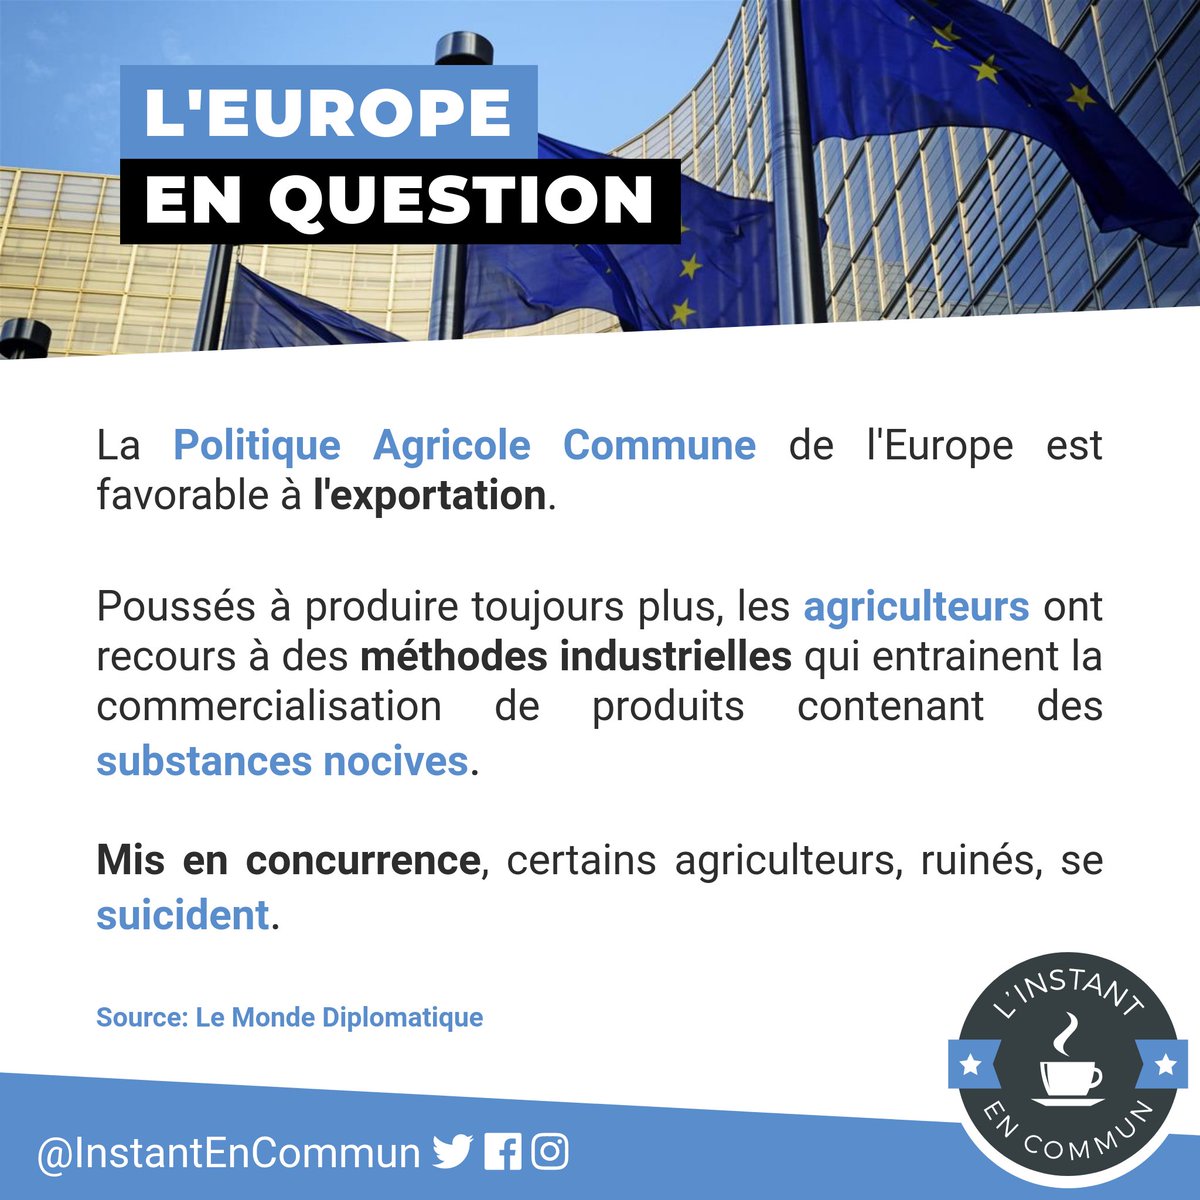 L'EUROPE
EN QUESTION
La Politique Agricole Commune de l'Europe est
favorable à l'exportation.
Poussés à produire toujours plus, les agriculteurs ont
recours à des méthodes industrielles qui entrainent la
commercialisation de produits contenant des
substances nocives.
Mis en concurrence, certains agriculteurs, ruinés, se
suicident.
Source: Le Monde Diplomatique
L'INSTANT
EN COMMUN
@InstantEnCommun